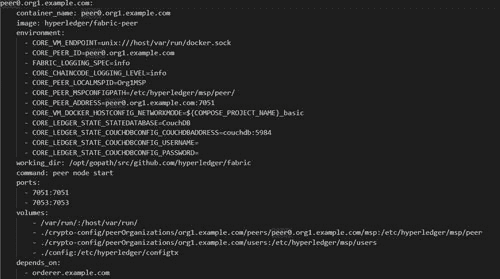 peer0.org1.example.com:
container_name: peer0.org1.example.com
image: hyperledger/fabric-peer
environment:
- CORE_VM_ENDPOINT=unix:///host/var/run/docker.sock
- CORE_PEER_ID=peer0.org1.example.com
- FABRIC_LOGGING_SPEC=info
- CORE_CHAINCODE_LOGGING_LEVEL=info
- CORE_PEER_LOCALMSPID=Org1MSP
- CORE_PEER_MSPCONFIGPATH=/etc/hyperledger/msp/peer/
- CORE_PEER_ADDRESS=peer0.org1.example.com:7051
- CORE_VM_DOCKER_HOSTCONFIG_NETWORKMODE=${COMPOSE_PROJECT_NAME}_basic
- CORE_LEDGER_STATE_STATEDATABASE=CouchDB
- CORE_LEDGER_STATE_COUCHDBCONFIG_COUCHDBADDRESS=couchdb:5984
- CORE_LEDGER_STATE_COUCHDBCONFIG_USERNAME=
- CORE_LEDGER_STATE_COUCHDBCONFIG_PASSWORD=
working_dir: /opt/gopath/src/github.com/hyperledger/fabric
command: peer node start
ports:
- 7051:7051
- 7053:7053
volumes:
- /var/run/:/host/var/run/
- ./crypto-config/peerOrganizations/org1.example.com/peers/peer0.org1.example.com/msp:/etc/hyperledger/msp/peer
- ./crypto-config/peerOrganizations/org1.example.com/users:/etc/hyperledger/msp/users
- ./config:/etc/hyperledger/configtx
depends_on:
- orderer.example.com